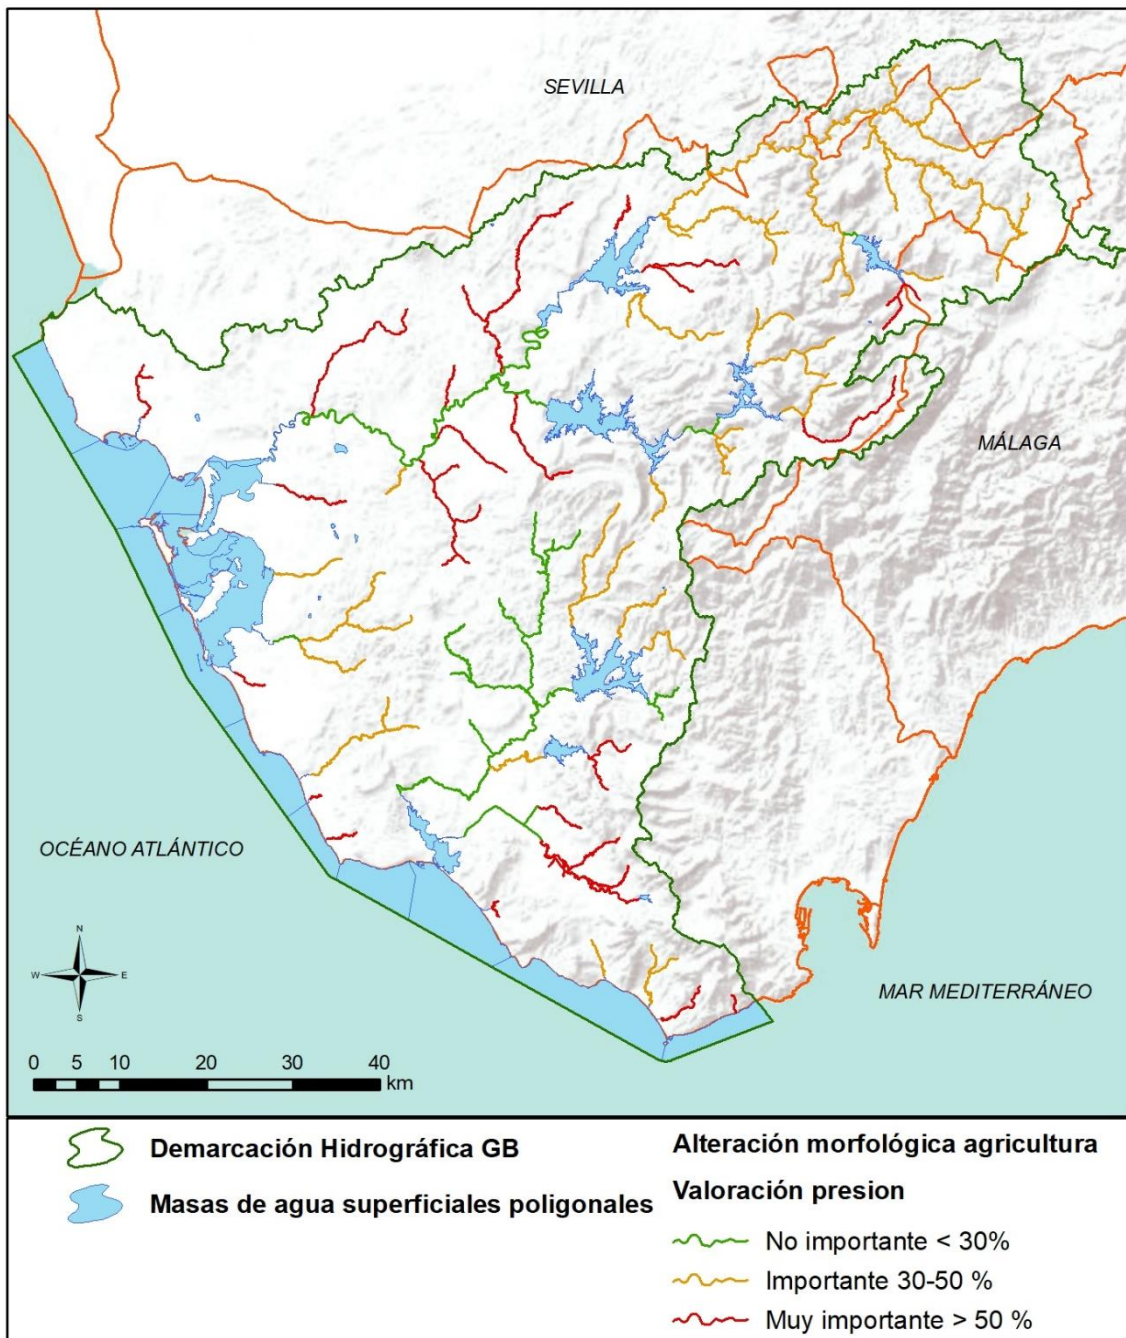 SEVILLA
MÁLAGA
OCÉANO ATLÁNTICO
N
W E
S
MAR MEDITERRÁNEO
0 5 10 20 30 40
km
Demarcación Hidrográfica GB
Masas de agua superficiales poligonales
Alteración morfológica agricultura
Valoración presion
No importante < 30%
Importante 30-50 %
Muy importante > 50 %